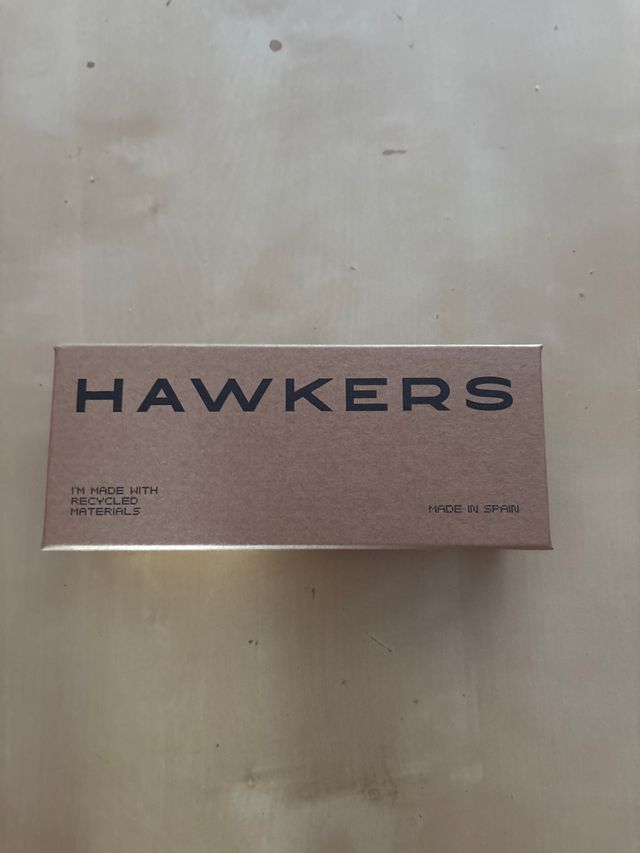 HAWKERS
I'M MADE WITH
RECYCLED
MATERIALS
MADE IN SPAIN